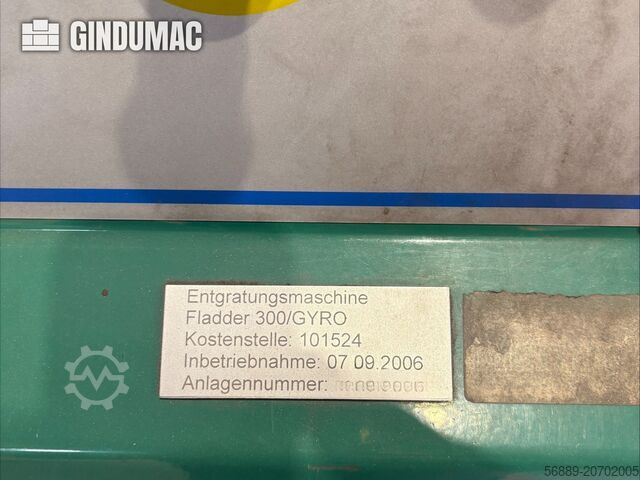 GINDUMAC
Entgratungsmaschine
Fladder 300/GYRO
Kostenstelle: 101524
Inbetriebnahme: 07.09.2006
Anlagennummer:
56889-20702005